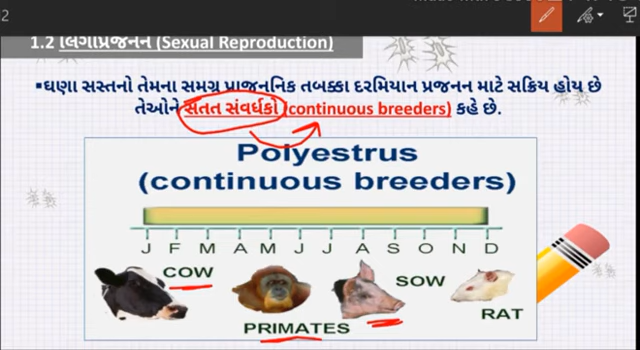 2
1.2 લિંગીપ્રજનન (Sexual Reproduction)
▪ઘણા સસ્તનો તેમના સમગ્ર પ્રાજનનિક તબક્કા દરમિયાન પ્રજનન માટે સક્રિય હોય છે
તેઓને સતત સંવર્ધકો (continuous breeders) કહે છે.
Polyestrus
(continuous breeders)
J F M A M J J A S O N D
COW
SOW
RAT
PRIMATES